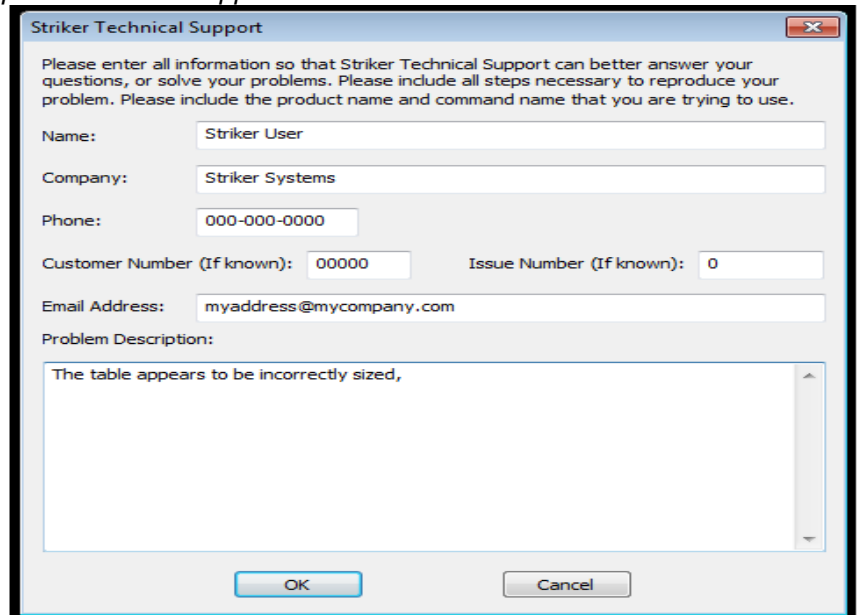 Striker Technical Support
Please enter all information so that Striker Technical Support can better answer your
questions, or solve your problems. Please include all steps necessary to reproduce your
problem. Please include the product name and command name that you are trying to use.
Name: Striker User
Company: Striker Systems
Phone: 000-000-0000
Customer Number (If known): 00000 Issue Number (If known): 0
Email Address: myaddress@mycompany.com
Problem Description:
The table appears to be incorrectly sized,
OK Cancel